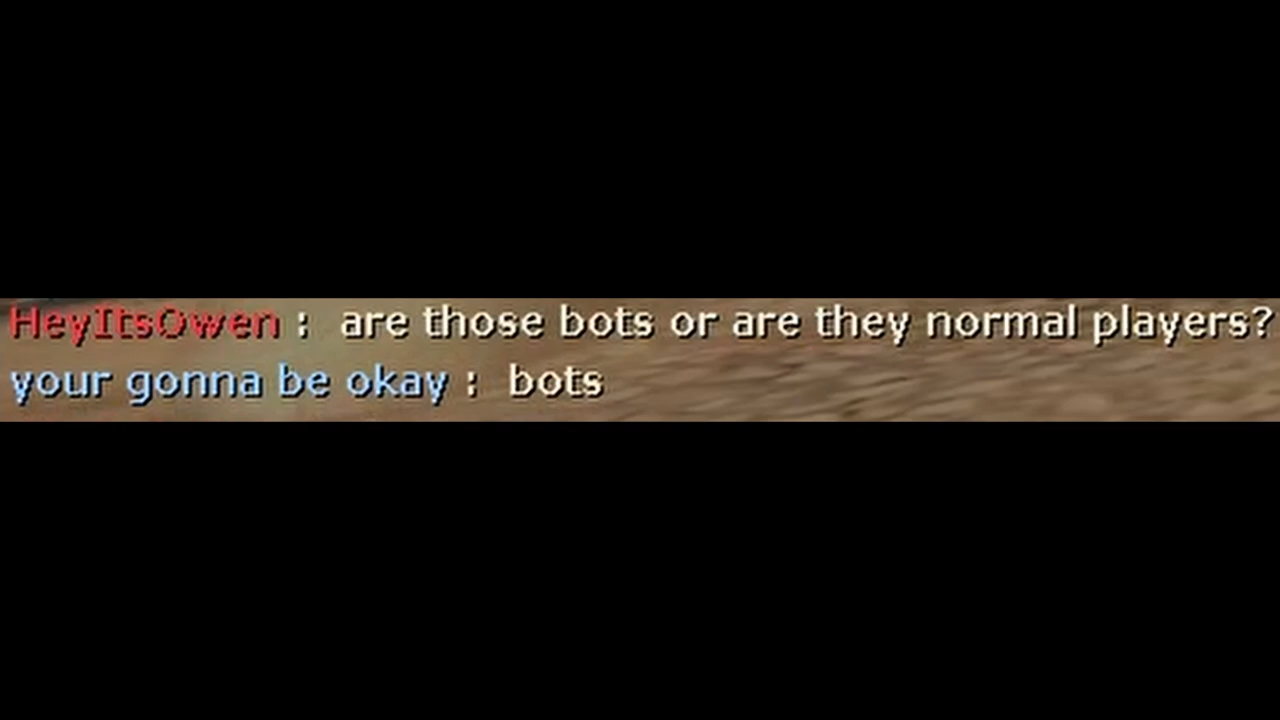 HeyItsOwen :  are those bots or are they normal players?
your gonna be okay :  bots